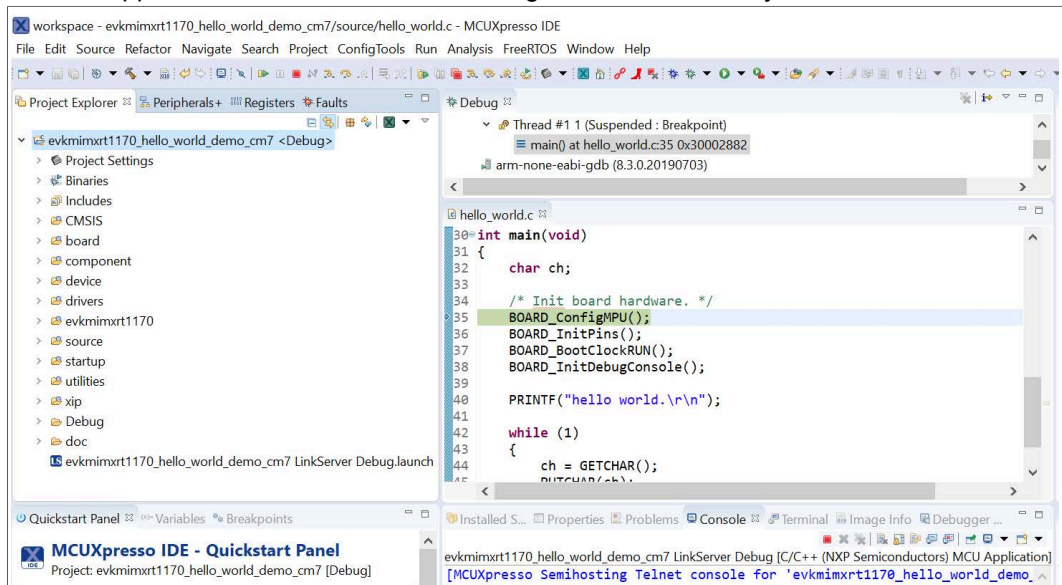 workspace - evkmimxrt1170_hello_world_demo_cm7/source/hello_world.c - MCUXpresso IDE
File Edit Source Refactor Navigate Search Project ConfigTools Run Analysis FreeRTOS Window Help
Project Explorer Peripherals+ Registers Faults
evkmimxrt1170_hello_world_demo_cm7 <Debug>
Project Settings
Binaries
Includes
CMSIS
board
component
device
drivers
evkmimxrt1170
source
startup
utilities
xip
Debug
doc
evkmimxrt1170_hello_world_demo_cm7 LinkServer Debug.launch
Debug
Thread #1 1 (Suspended : Breakpoint)
main() at hello_world.c:35 0x30002882
arm-none-eabi-gdb (8.3.0.20190703)
hello_world.c
30 int main(void)
31 {
32 char ch;
33
34 /* Init board hardware. */
35 BOARD_ConfigMPU();
36 BOARD_InitPins();
37 BOARD_BootClockRUN();
38 BOARD_InitDebugConsole();
39
40 PRINTF("hello world.\r\n");
41
42 while (1)
43 {
44 ch = GETCHAR();
Quickstart Panel Variables Breakpoints
MCUXpresso IDE - Quickstart Panel
IDE Project: evkmimxrt1170_hello_world_demo_cm7 [Debug]
Installed S... Properties Problems Console Terminal Image Info Debugger ...
evkmimxrt1170_hello_world_demo_cm7 LinkServer Debug [C/C++ (NXP Semiconductors) MCU Application]
[MCUXpresso Semihosting Telnet console for 'evkmimxrt1170_hello_world_demo_